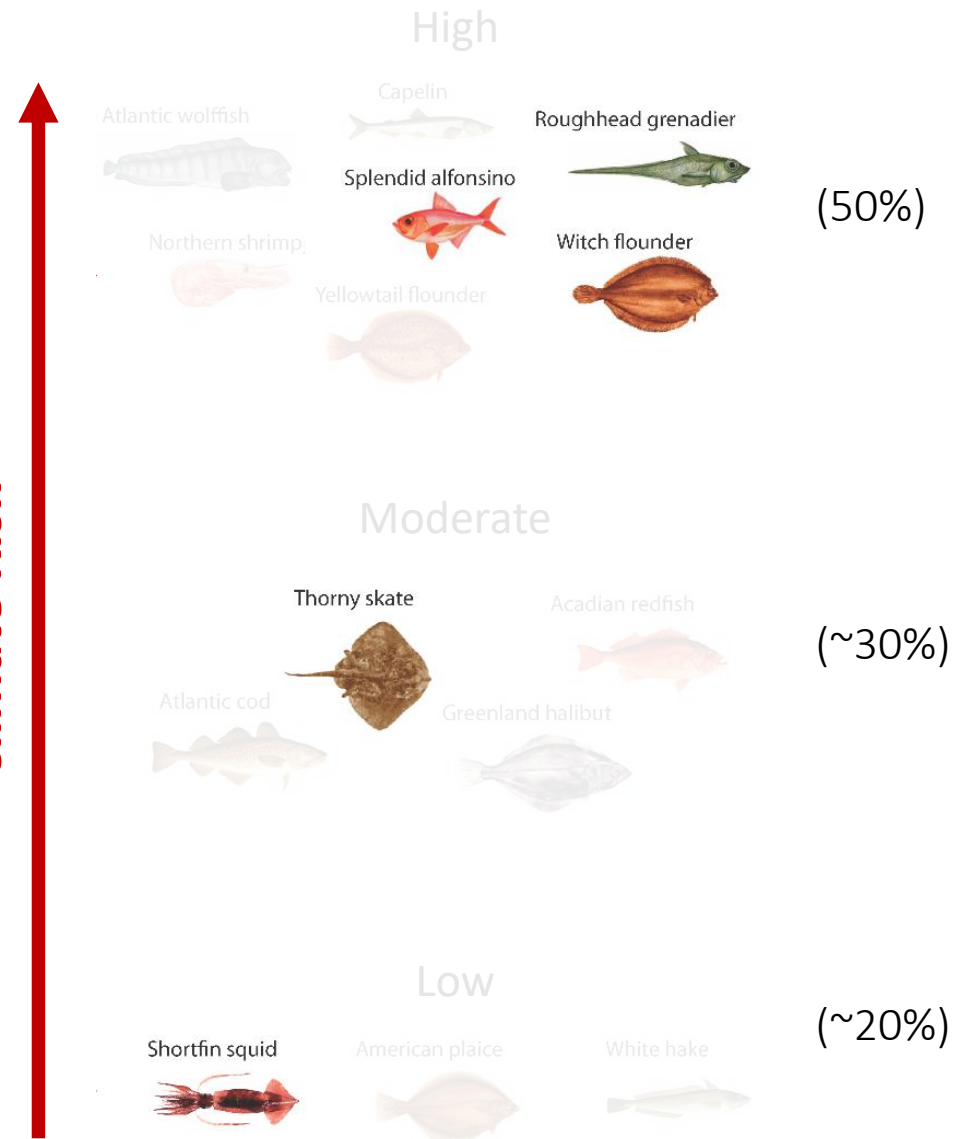 High
Capelin
Atlantic wolffish
Roughhead grenadier
Splendid alfonsino
(50%)
Northern shrimp
Witch flounder
Yellowtail flounder
Moderate
Thorny skate
Acadian redfish
(~30%)
Atlantic cod
Greenland halibut
Low
(~20%)
Shortfin squid
American plaice
White hake